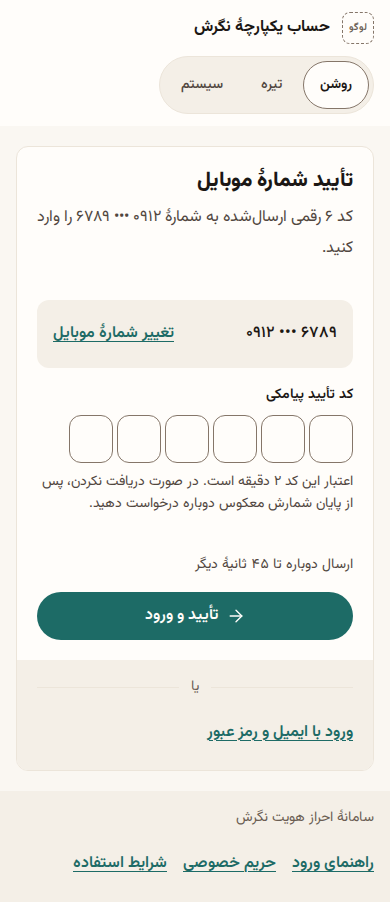 لوگو
حساب یکپارچهٔ نگرش
روشن
تیره
سیستم
تأیید شمارهٔ موبایل
کد ۶ رقمی ارسال‌شده به شمارهٔ ۰۹۱۲ ••• ۶۷۸۹ را وارد
کنید.
۰۹۱۲ ••• ۶۷۸۹
تغییر شمارهٔ موبایل
کد تأیید پیامکی
اعتبار این کد ۲ دقیقه است. در صورت دریافت نکردن، پس
از پایان شمارش معکوس دوباره درخواست دهید.
ارسال دوباره تا ۴۵ ثانیهٔ دیگر
تأیید و ورود
یا
ورود با ایمیل و رمز عبور
سامانهٔ احراز هویت نگرش
راهنمای ورود
حریم خصوصی
شرایط استفاده